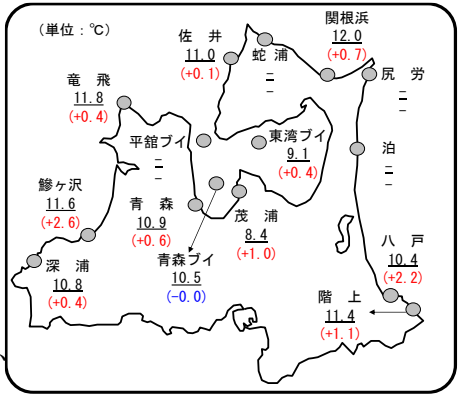 (単位：℃)
関根浜
12.0
(+0.7)
佐井
11.0
(+0.1)
蛇浦
--
尻労
--
竜飛
11.8
(+0.4)
平舘ブイ
--
東湾ブイ
9.1
(+0.4)
泊
--
鰺ヶ沢
11.6
(+2.6)
青森
10.9
(+0.6)
茂浦
8.4
(+1.0)
青森ブイ
10.5
(-0.0)
深浦
10.8
(+0.4)
八戸
10.4
(+2.2)
階上
11.4
(+1.1)